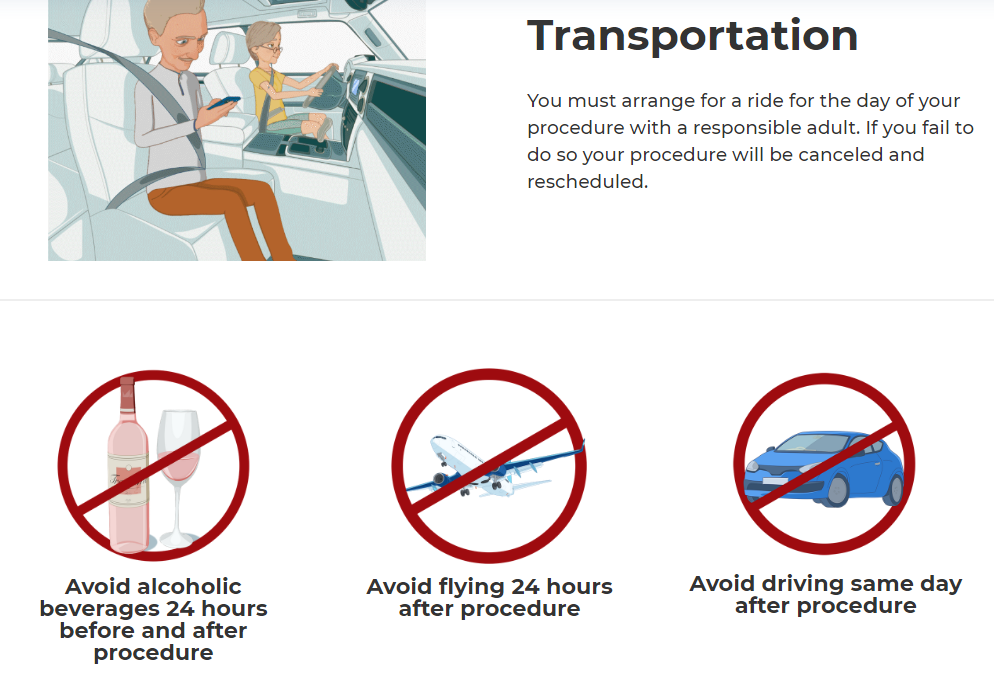 Transportation
You must arrange for a ride for the day of your
procedure with a responsible adult. If you fail to
do so your procedure will be canceled and
rescheduled.
Avoid alcoholic
beverages 24 hours
before and after
procedure
Avoid flying 24 hours
after procedure
Avoid driving same day
after procedure